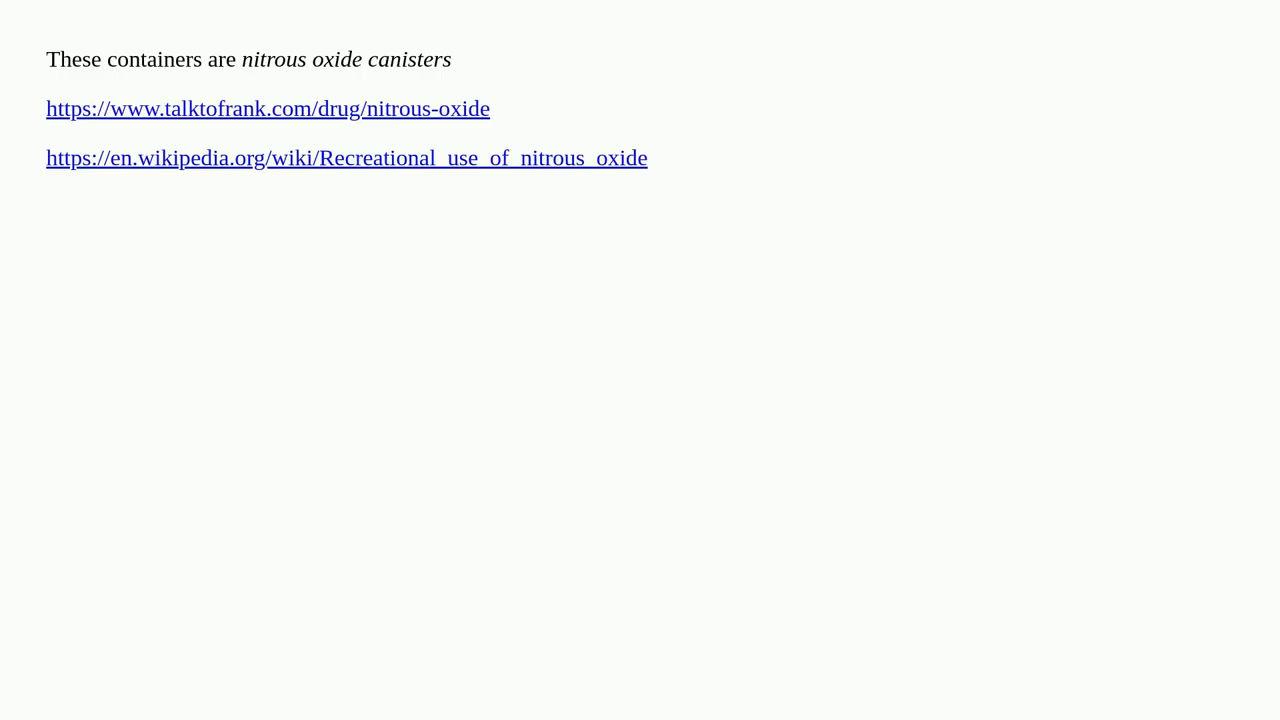 These containers are nitrous oxide canisters
https://www.talktofrank.com/drug/nitrous-oxide
https://en.wikipedia.org/wiki/Recreational_use_of_nitrous_oxide